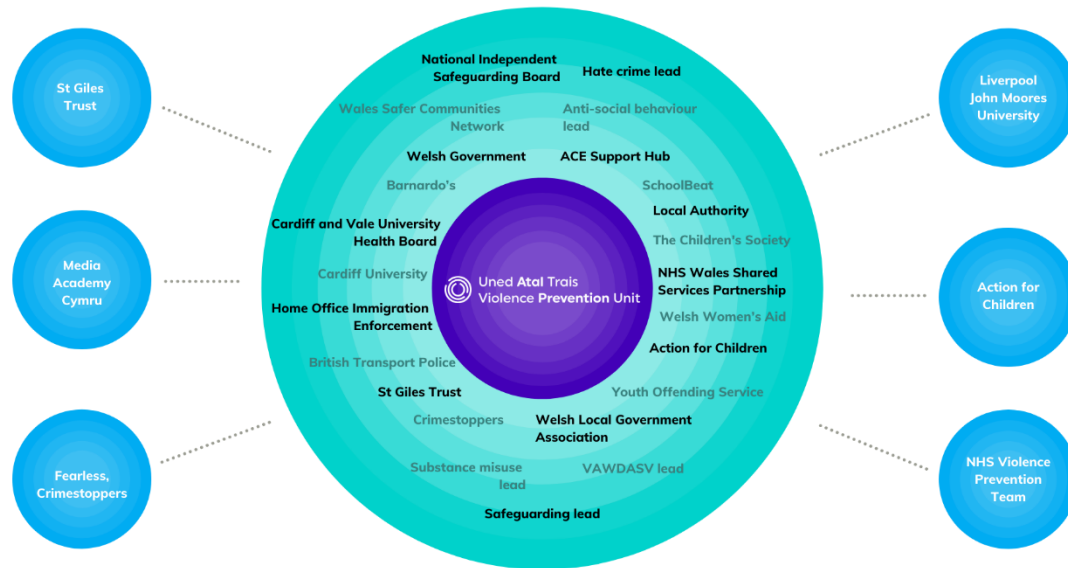 St Giles
Trust
Media
Academy
Cymru
Fearless,
Crimestoppers
National Independent
Safeguarding Board
Hate crime lead
Wales Safer Communities
Network
Anti-social behaviour
lead
Welsh Government
ACE Support Hub
Barnardo's
SchoolBeat
Cardiff and Vale University
Health Board
Local Authority
The Children's Society
Cardiff University
NHS Wales Shared
Services Partnership
Home Office Immigration
Enforcement
Welsh Women's Aid
British Transport Police
Action for Children
St Giles Trust
Youth Offending Service
Crimestoppers
Welsh Local Government
Association
Substance misuse
lead
VAWDASV lead
Safeguarding lead
Uned Atal Trais
Violence Prevention Unit
Liverpool
John Moores
University
Action for
Children
NHS Violence
Prevention
Team